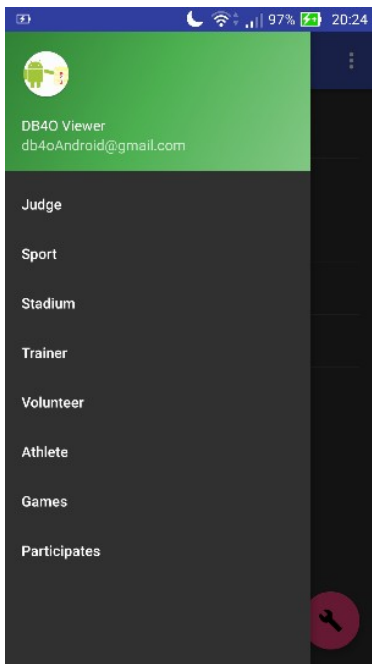 97% 20:24
DB4O Viewer
db4oAndroid@gmail.com
Judge
Sport
Stadium
Trainer
Volunteer
Athlete
Games
Participates